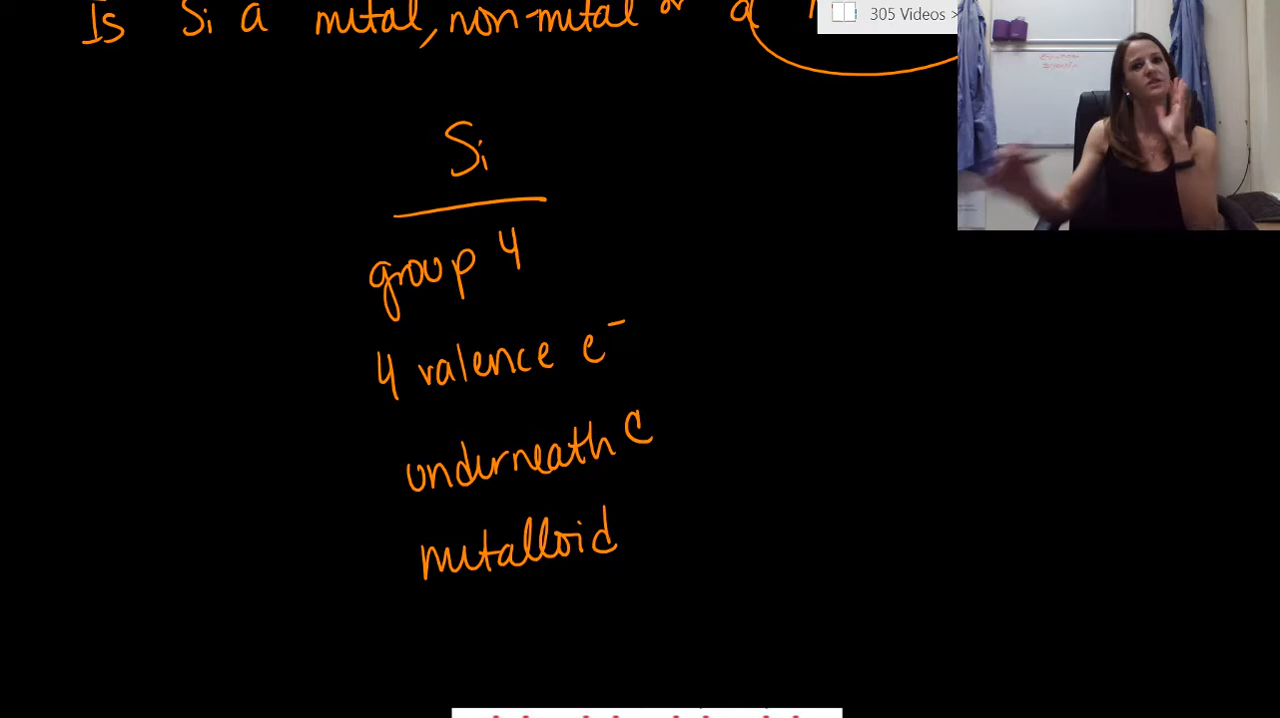 Is Si a metal, non-metal or a
305 Videos >
Si
group 4
4 valence e⁻
underneath C
metalloid